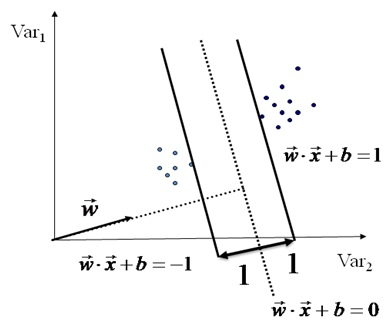 Var₁
w⃗
w⃗ · x⃗ + b = 1
w⃗ · x⃗ + b = −1
1 1
Var₂
w⃗ · x⃗ + b = 0